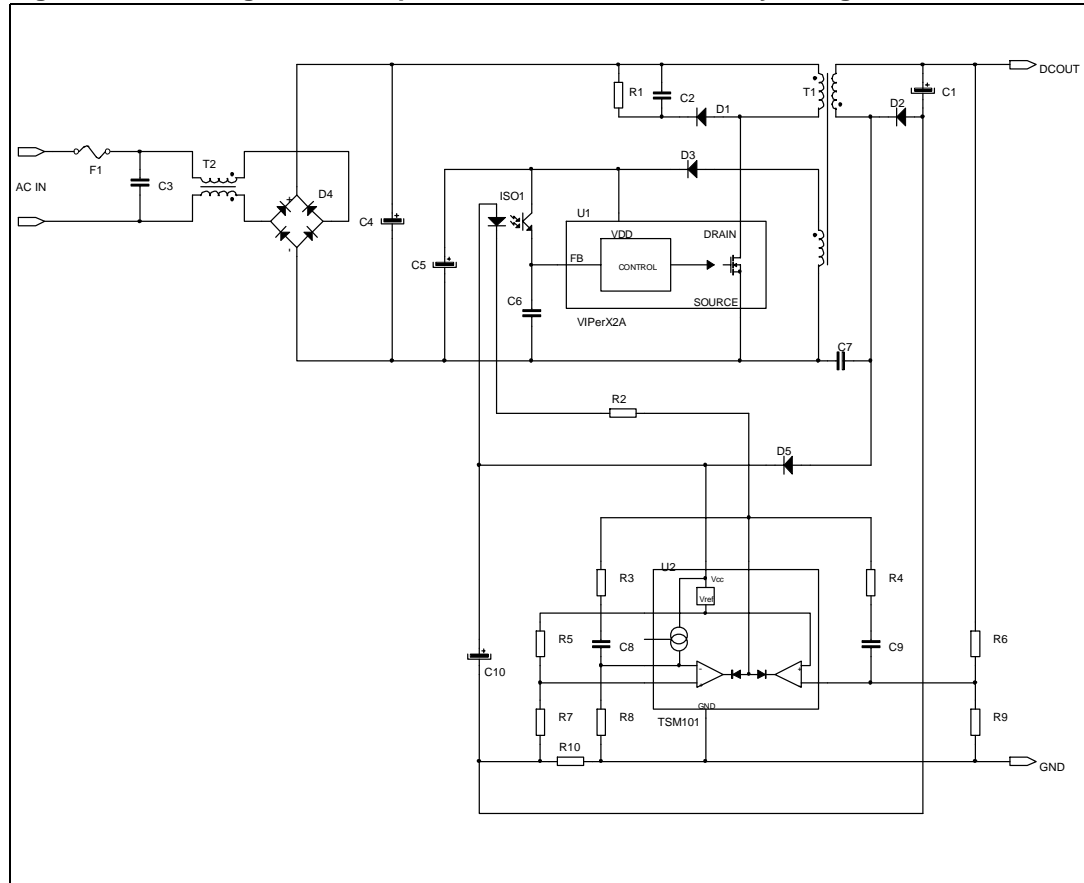 DCOUT
R1
C2
D1
T1
D2
C1
F1
AC IN
C3
T2
D4
D3
ISO1
C4
C5
C6
U1
VDD
DRAIN
FB
CONTROL
SOURCE
VIPerX2A
C7
R2
D5
U2
R3
Vcc
Vref
R4
R5
C8
C9
R6
C10
-
+
+
-
R7
R8
GND
TSM101
R9
R10
GND